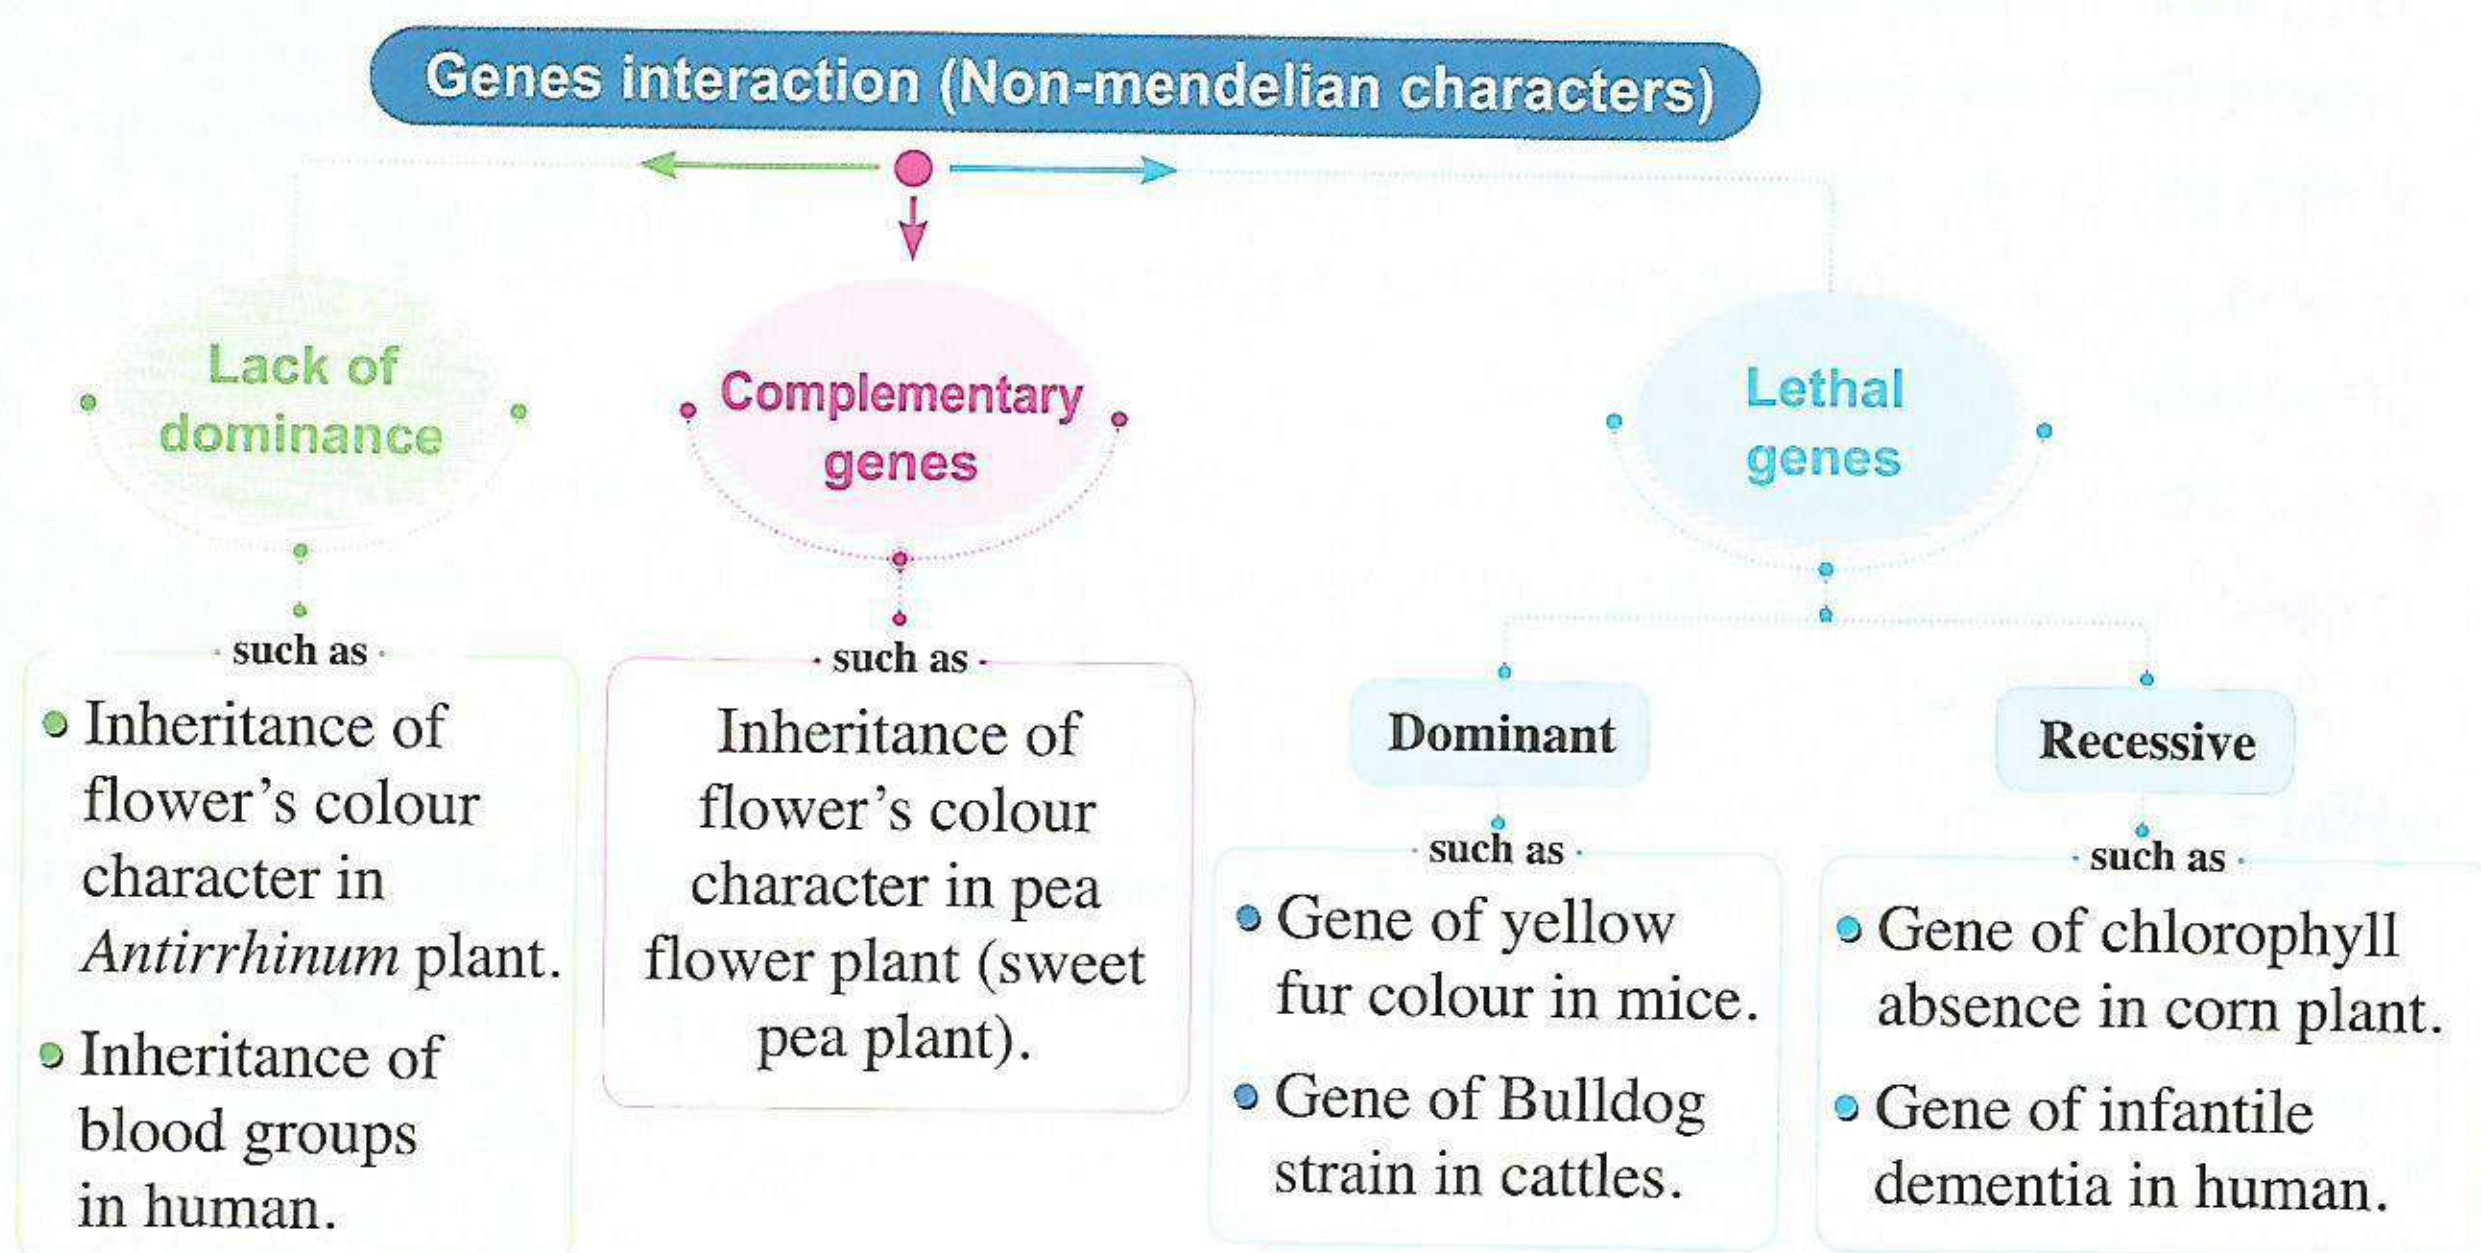 Genes interaction (Non-mendelian characters)
Lack of
dominance
such as
Inheritance of
flower's colour
character in
Antirrhinum plant.
Inheritance of
blood groups
in human.
Complementary
genes
such as
Inheritance of
flower's colour
character in pea
flower plant (sweet
pea plant).
Lethal
genes
Dominant
such as
Gene of yellow
fur colour in mice.
Gene of Bulldog
strain in cattles.
Recessive
such as
Gene of chlorophyll
absence in corn plant.
Gene of infantile
dementia in human.